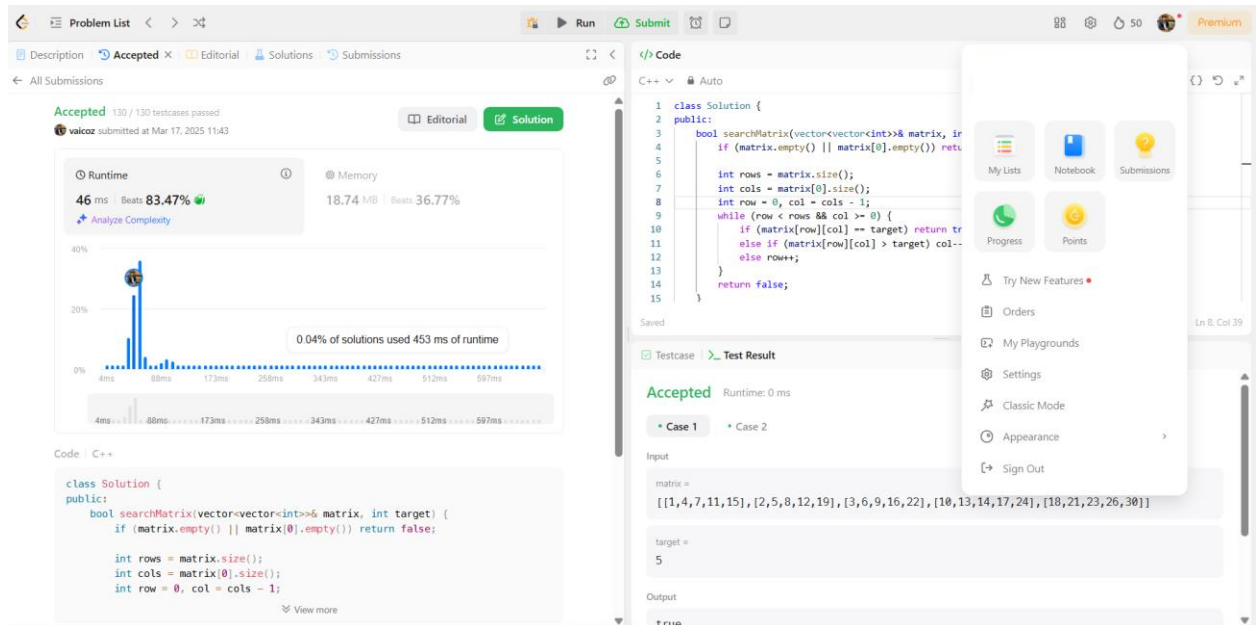 Problem List
Run
Submit
50
Premium
Description
Accepted
Editorial
Solutions
Submissions
All Submissions
Accepted 130 / 130 testcases passed
vaicoz submitted at Mar 17, 2025 11:43
Editorial
Solution
Runtime
46 ms Beats 83.47%
Analyze Complexity
Memory
18.74 MB Beats 36.77%
40%
20%
0%
0.04% of solutions used 453 ms of runtime
4ms 88ms 173ms 258ms 343ms 427ms 512ms 597ms
4ms 88ms 173ms 258ms 343ms 427ms 512ms 597ms
Code C++
class Solution {
public:
bool searchMatrix(vector<vector<int>>& matrix, int target) {
if (matrix.empty() || matrix[0].empty()) return false;
int rows = matrix.size();
int cols = matrix[0].size();
int row = 0, col = cols - 1;
View more
</> Code
C++ Auto
1 class Solution {
2 public:
3 bool searchMatrix(vector<vector<int>>& matrix, in
4 if (matrix.empty() || matrix[0].empty()) retu
5
6 int rows = matrix.size();
7 int cols = matrix[0].size();
8 int row = 0, col = cols - 1;
9 while (row < rows && col >= 0) {
10 if (matrix[row][col] == target) return tr
11 else if (matrix[row][col] > target) col--
12 else row++;
13 }
14 return false;
15 }
Saved
Ln 8, Col 39
Testcase
Test Result
Accepted Runtime: 0 ms
Case 1
Case 2
Input
matrix =
[[1,4,7,11,15],[2,5,8,12,19],[3,6,9,16,22],[10,13,14,17,24],[18,21,23,26,30]]
target =
5
Output
true
My Lists
Notebook
Submissions
Progress
Points
Try New Features
Orders
My Playgrounds
Settings
Classic Mode
Appearance
Sign Out